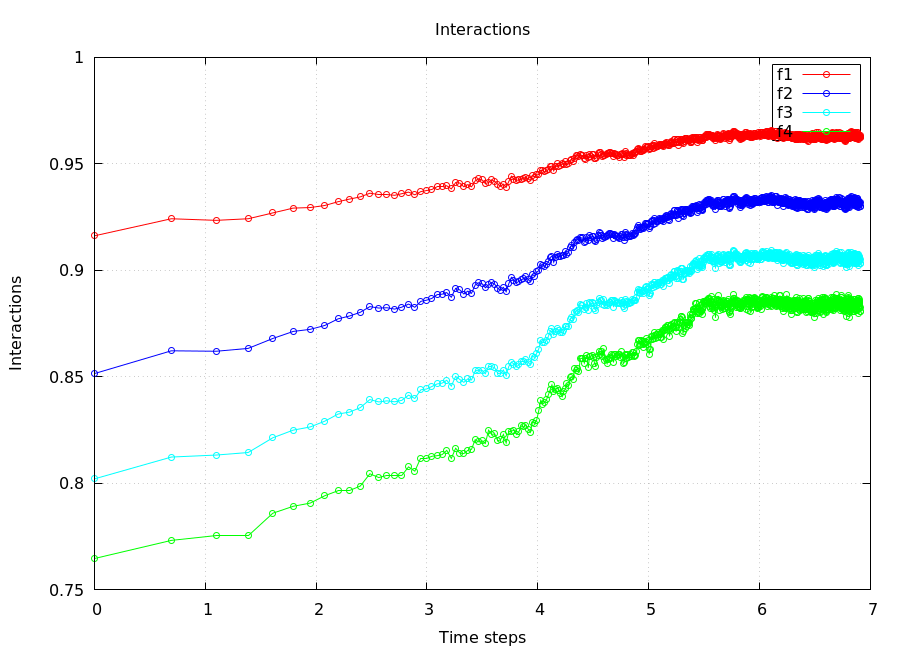 Interactions
1
0.95
0.9
0.85
0.8
0.75
0 1 2 3 4 5 6 7
Interactions
Time steps
f1
f2
f3
f4